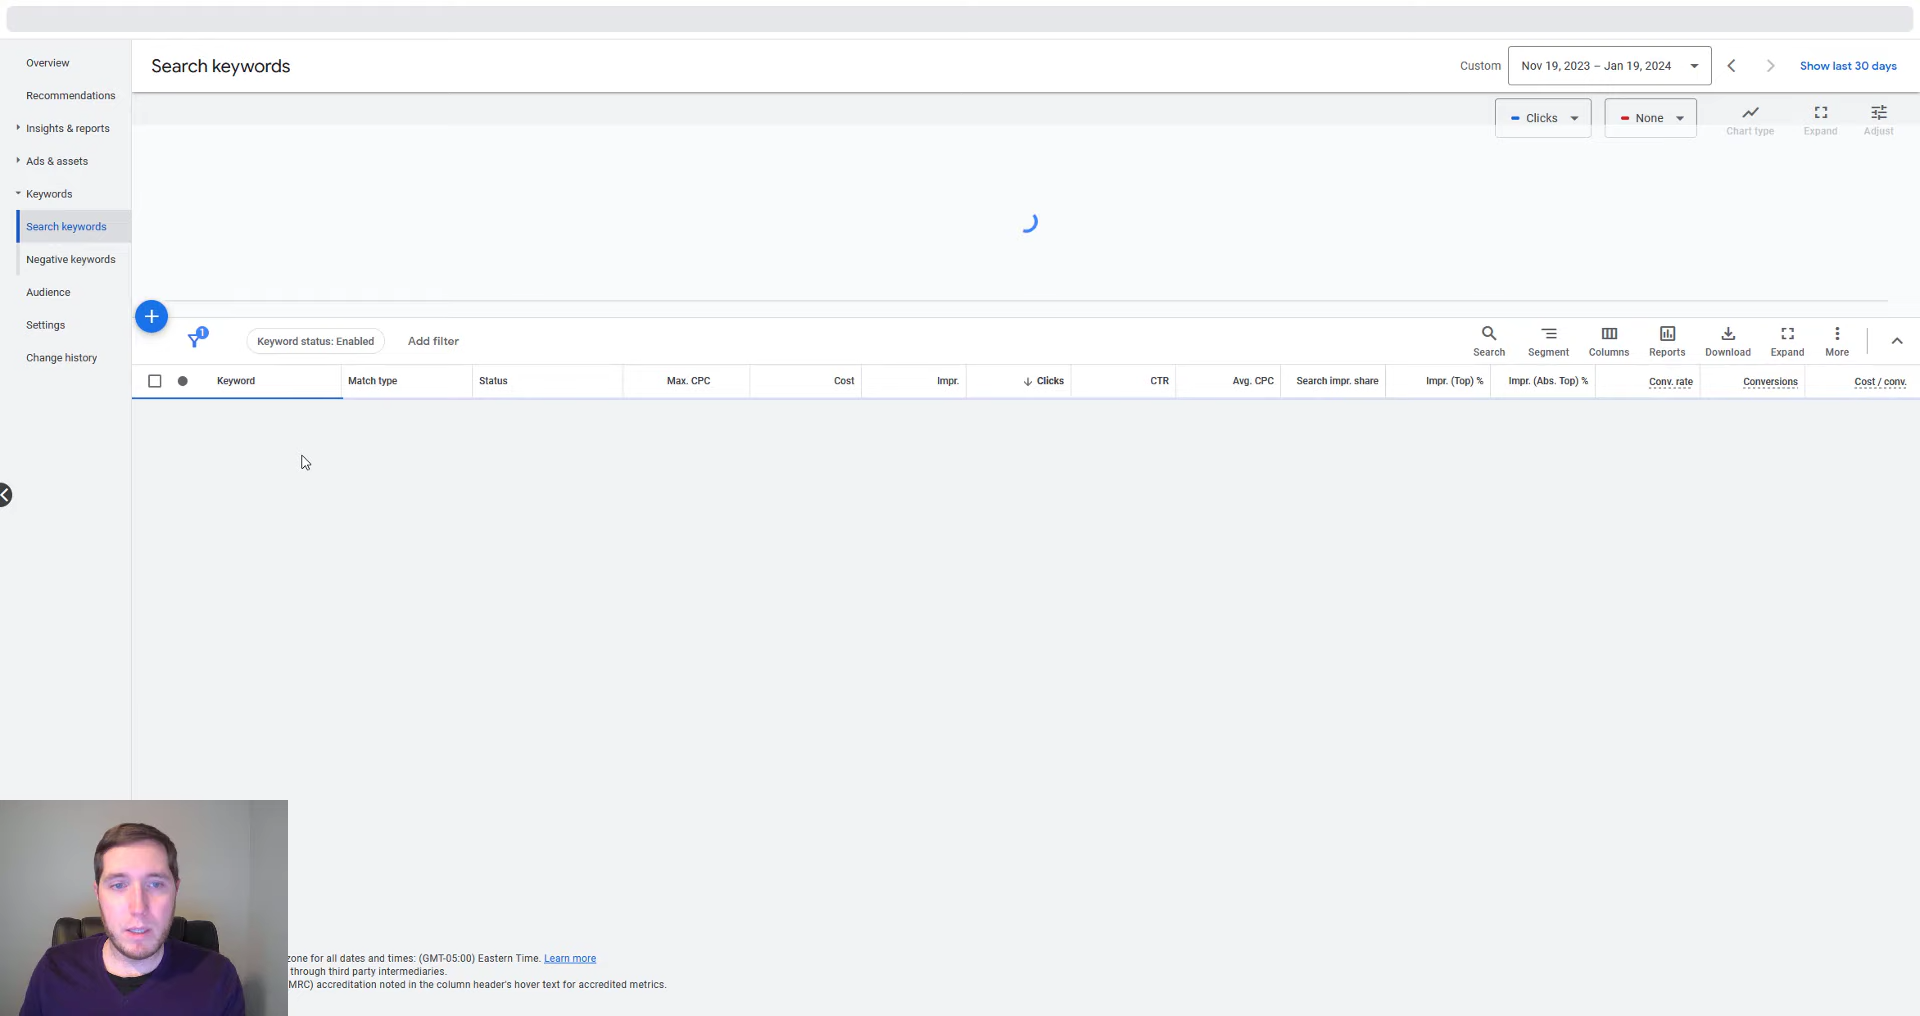 Overview
Recommendations
Insights & reports
Ads & assets
Keywords
Search keywords
Negative keywords
Audience
Settings
Change history
Search keywords
Custom
Nov 19, 2023 – Jan 19, 2024
Show last 30 days
Clicks
None
Chart type
Expand
Adjust
1
Keyword status: Enabled
Add filter
Search
Segment
Columns
Reports
Download
Expand
More
Keyword
Match type
Status
Max. CPC
Cost
Impr.
Clicks
CTR
Avg. CPC
Search impr. share
Impr. (Top) %
Impr. (Abs. Top) %
Conv. rate
Conversions
Cost / conv.
zone for all dates and times: (GMT-05:00) Eastern Time. Learn more
through third party intermediaries.
MRC) accreditation noted in the column header's hover text for accredited metrics.